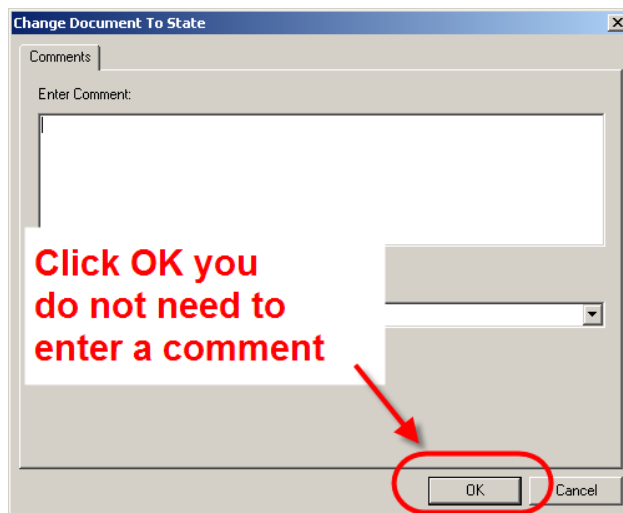 Change Document To State
Comments
Enter Comment:
Click OK you
do not need to
enter a comment
OK
Cancel